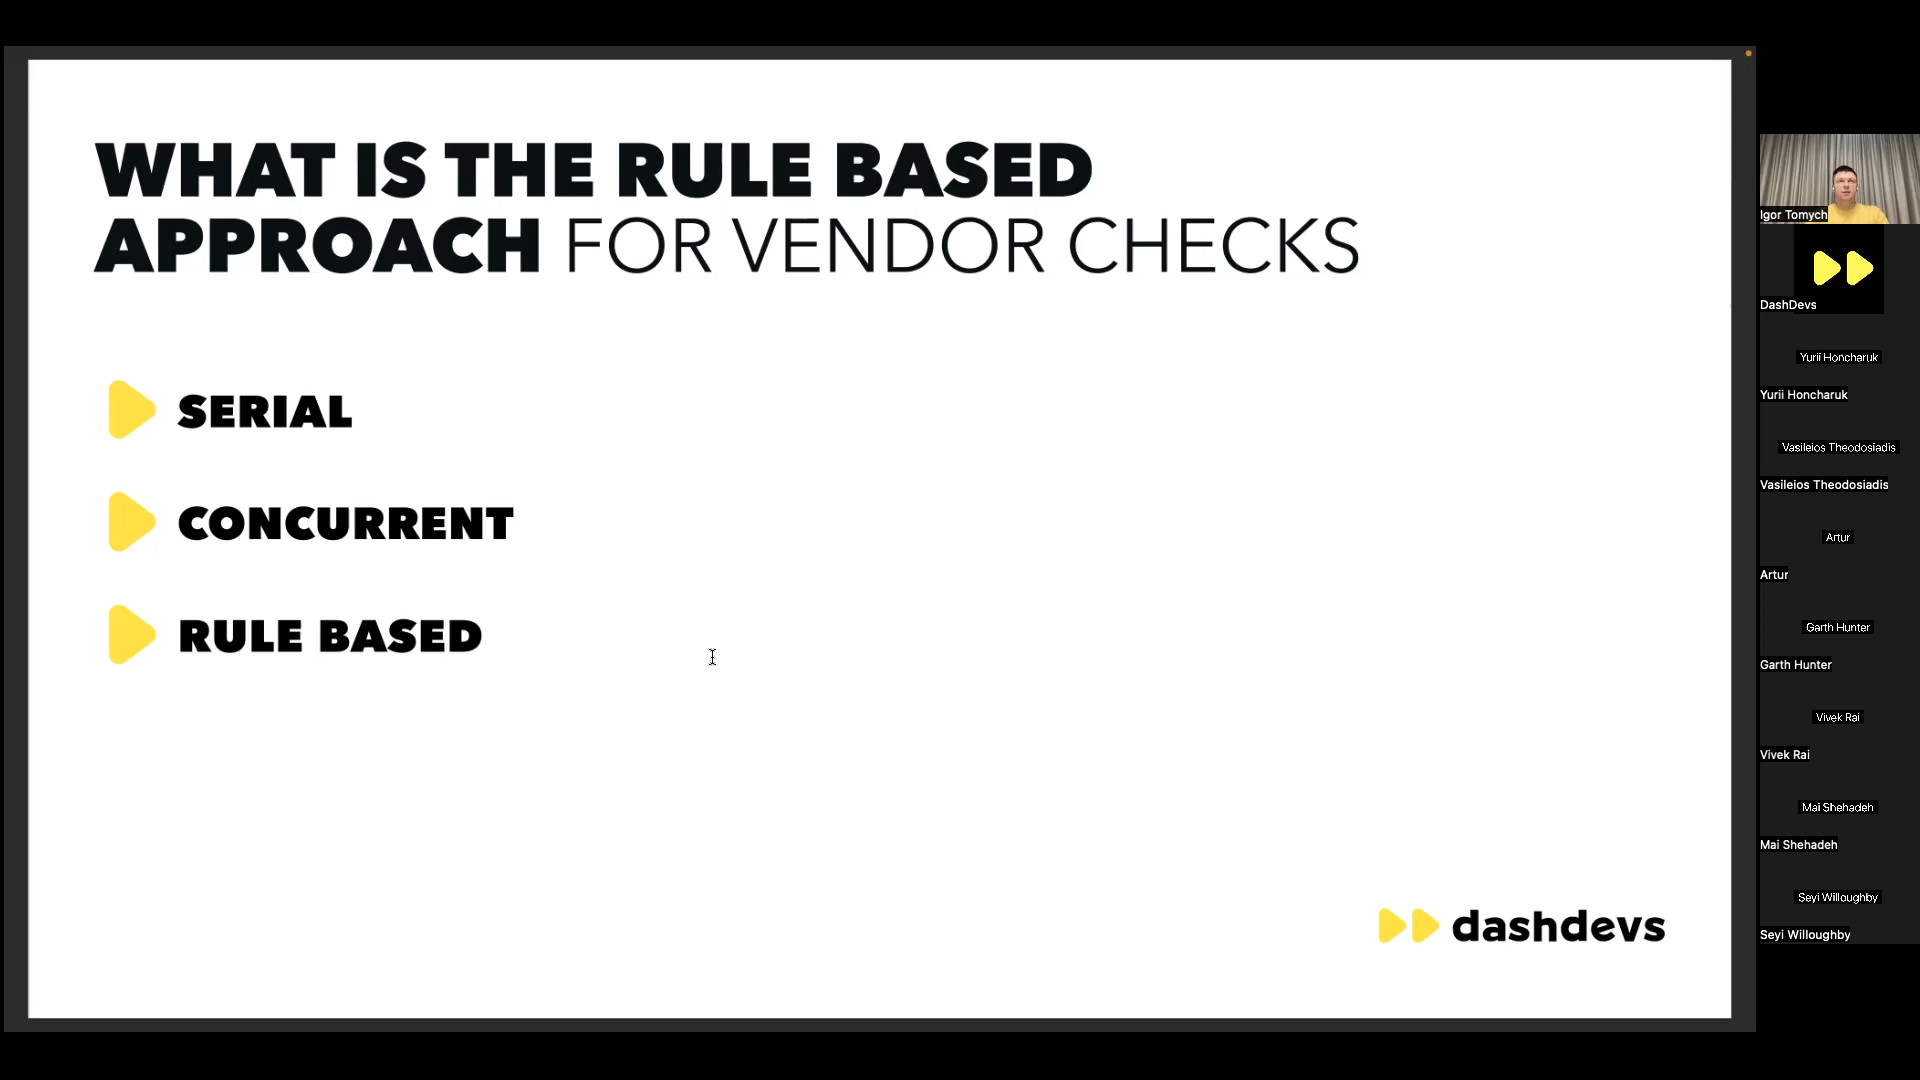 WHAT IS THE RULE BASED
APPROACH FOR VENDOR CHECKS
SERIAL
CONCURRENT
RULE BASED
dashdevs
Igor Tomych
DashDevs
Yurii Honcharuk
Yurii Honcharuk
Vasileios Theodosiadis
Vasileios Theodosiadis
Artur
Artur
Garth Hunter
Garth Hunter
Vivek Rai
Vivek Rai
Mai Shehadeh
Mai Shehadeh
Seyi Willoughby
Seyi Willoughby